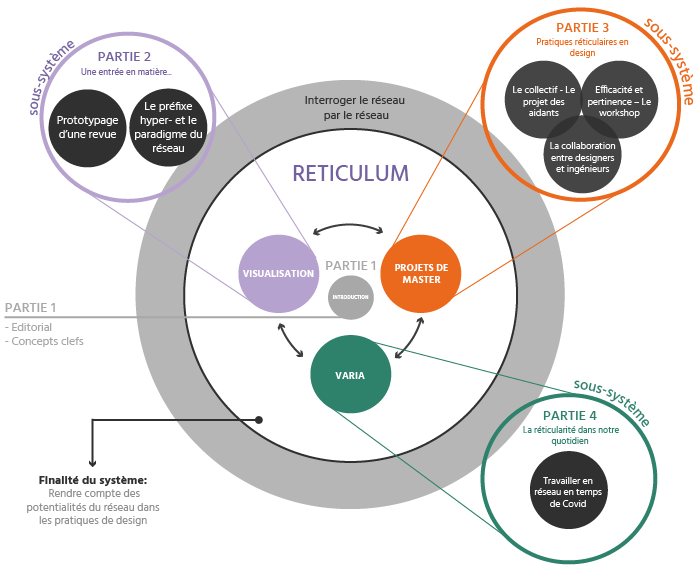 sous-système
PARTIE 2
Une entrée en matière...
Prototypage
d'une revue
Le préfixe
hyper- et le
paradigme du
réseau
sous-système
PARTIE 3
Pratiques réticulaires en
design
Le collectif - Le
projet des
aidants
Efficacité et
pertinence – Le
workshop
La collaboration
entre designers
et ingénieurs
Interroger le réseau
par le réseau
RETICULUM
VISUALISATION
PARTIE 1
INTRODUCTION
PROJETS DE
MASTER
VARIA
PARTIE 1
- Editorial
- Concepts clefs
sous-système
PARTIE 4
La réticularité dans notre
quotidien
Travailler en
réseau en temps
de Covid
Finalité du système:
Rendre compte des
potentialités du réseau dans
les pratiques de design